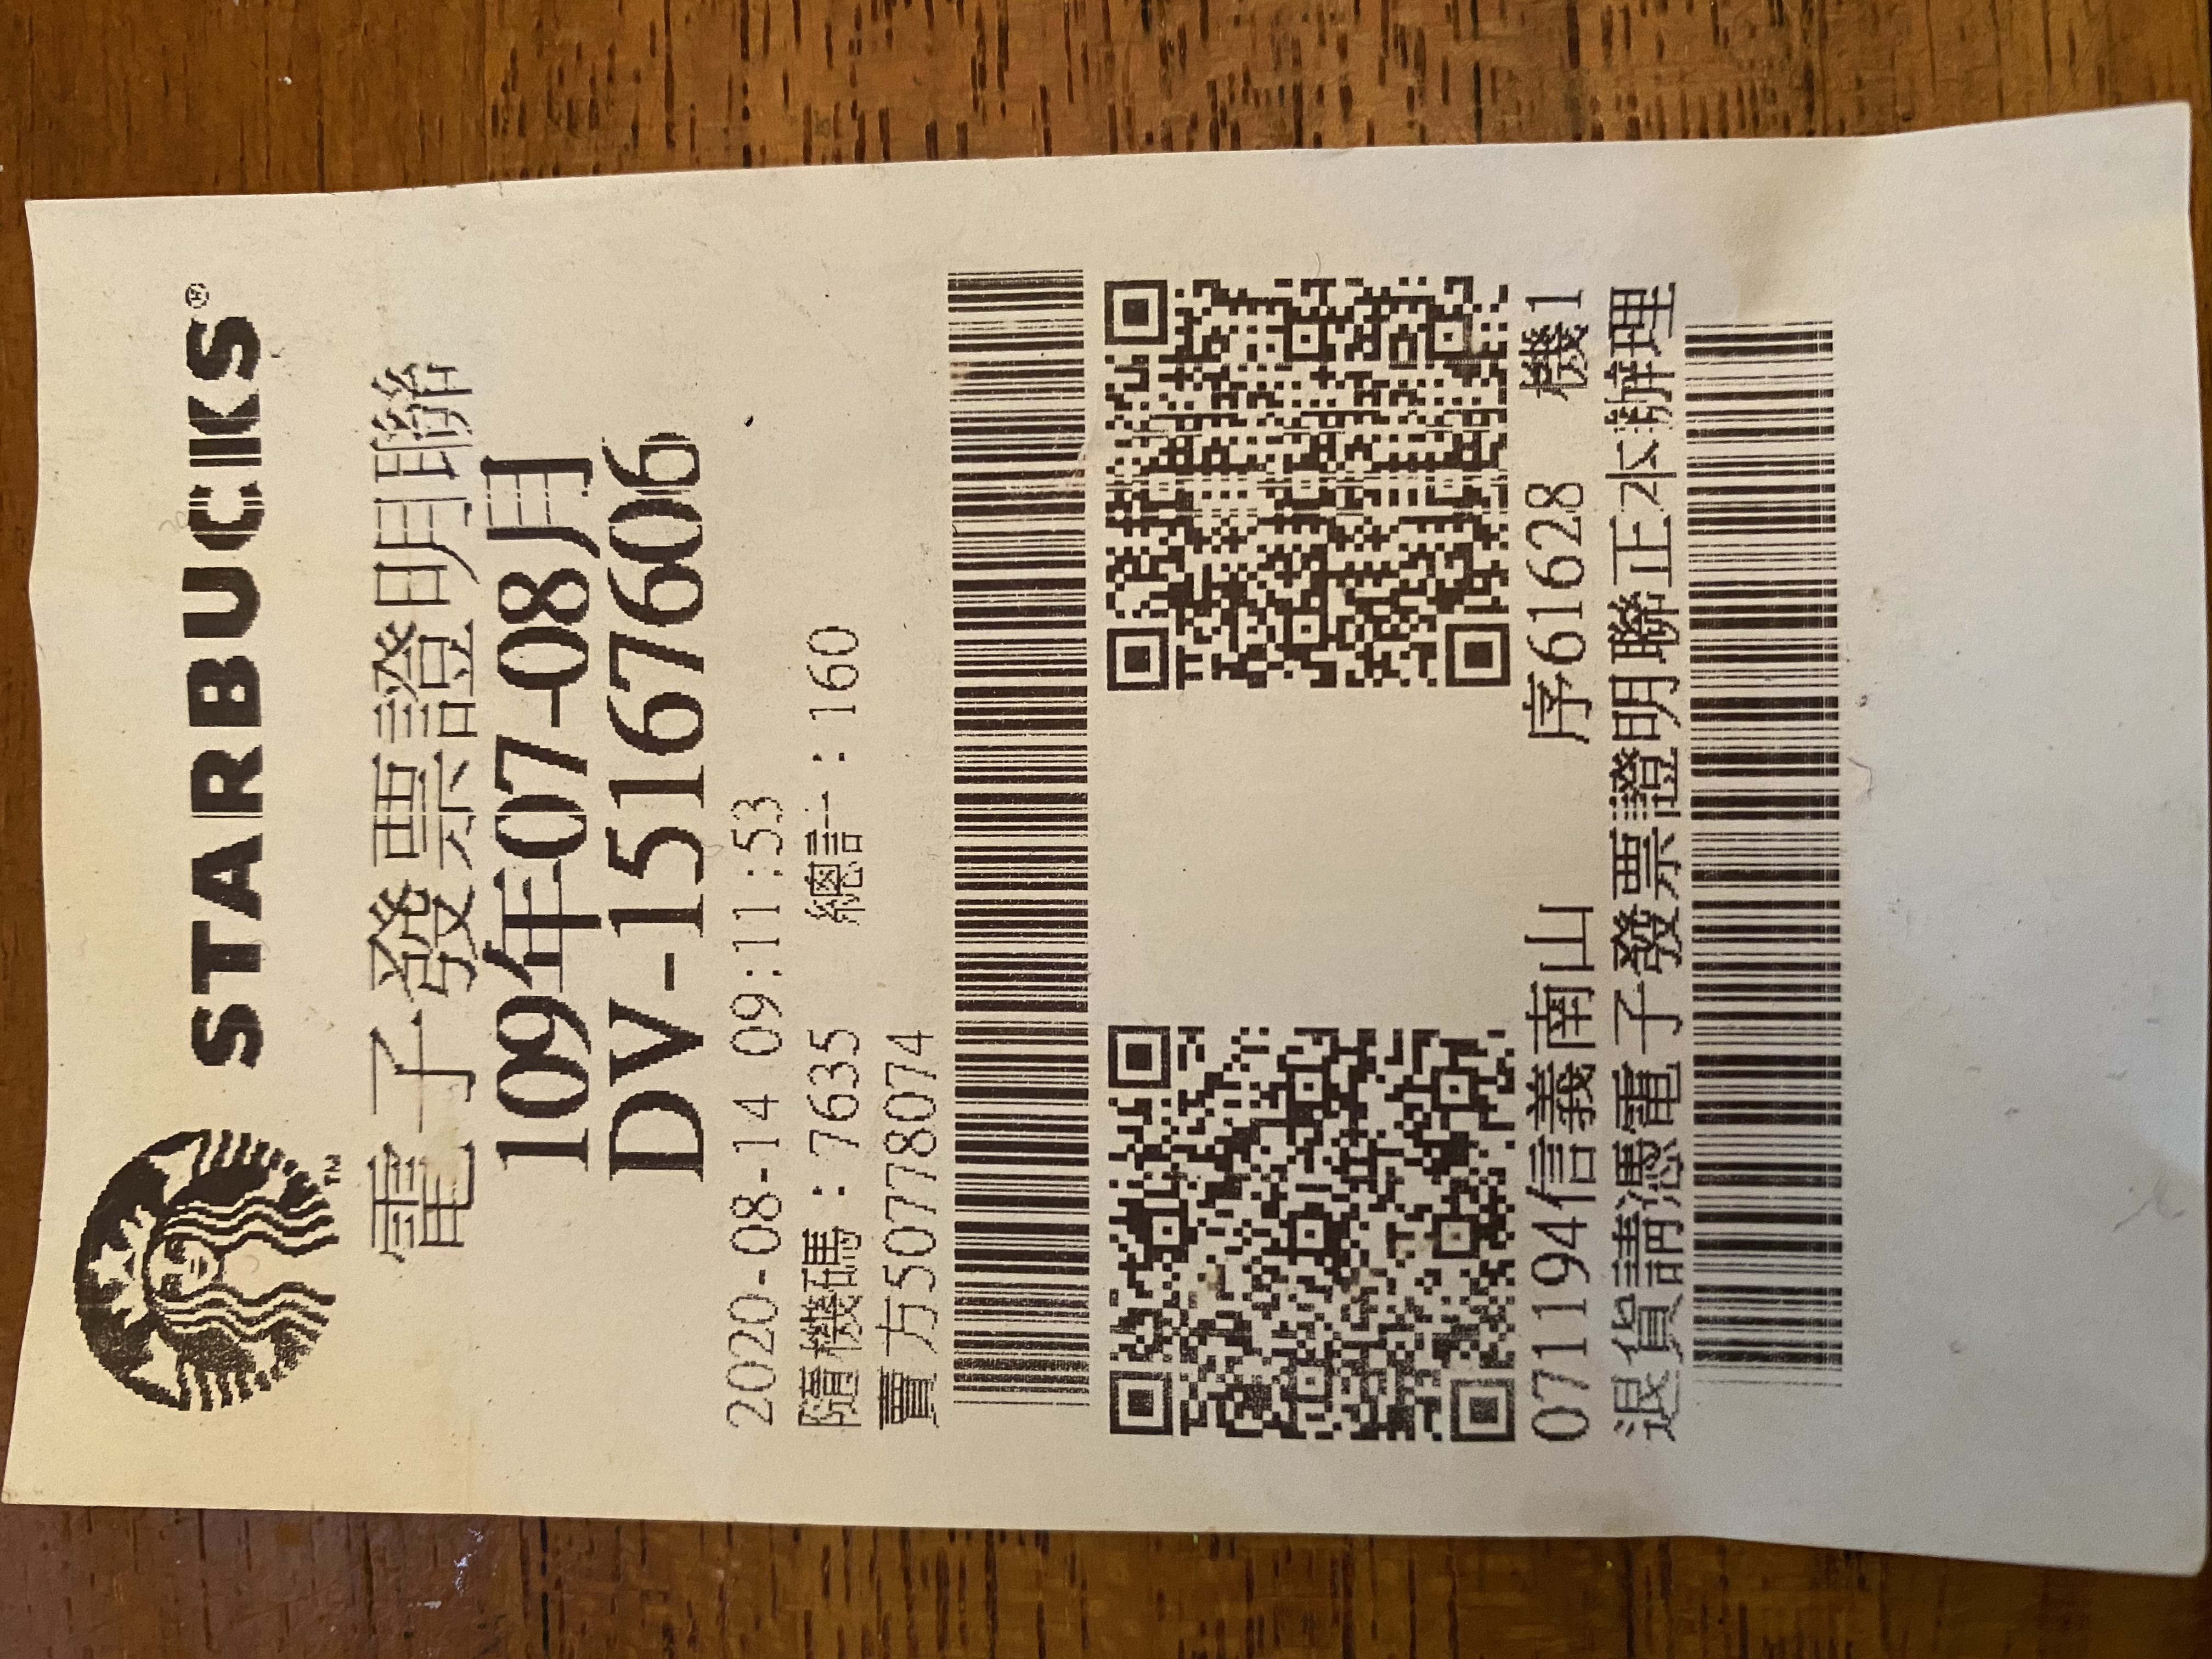 STARBUCKS®
TM
電子發票證明聯
109年07-08月
DV-15167606
2020-08-14 09:11:53
隨機碼：7635 總計：160
賣方50778074
071194信義南山 序61628 機1
退貨請憑電子發票證明聯正本辦理